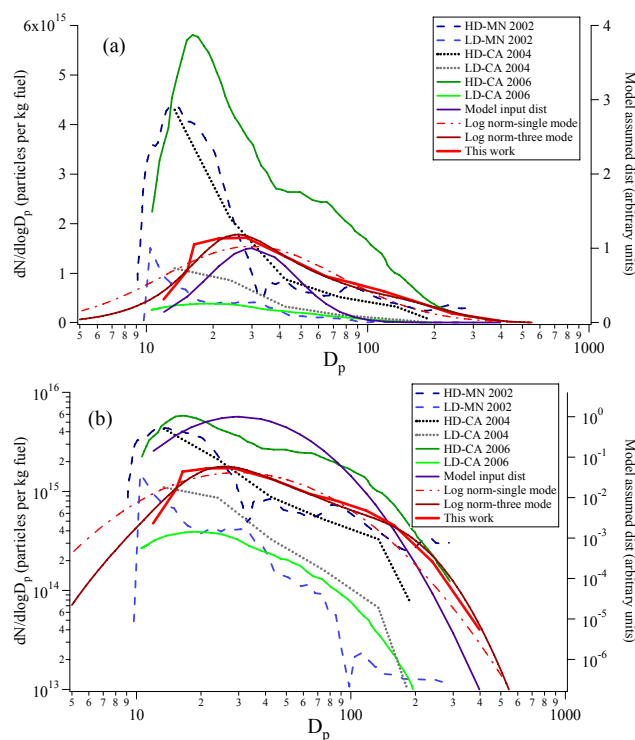 6x10^15
5
4
3
2
1
0
dN/dlogDp (particles per kg fuel)
(a)
HD-MN 2002
LD-MN 2002
HD-CA 2004
LD-CA 2004
HD-CA 2006
LD-CA 2006
Model input dist
Log norm-single mode
Log norm-three mode
This work
4
3
2
1
0
Model assumed dist (arbitrary units)
5 6 7 8 9 10 2 3 4 5 6 7 8 9 100 2 3 4 5 6 7 8 9 1000
Dp
10^16
6
4
2
10^15
6
4
2
10^14
6
4
2
10^13
dN/dlogDp (particles per kg fuel)
(b)
HD-MN 2002
LD-MN 2002
HD-CA 2004
LD-CA 2004
HD-CA 2006
LD-CA 2006
Model input dist
Log norm-single mode
Log norm-three mode
This work
10^0
10^-1
10^-2
10^-3
10^-4
10^-5
10^-6
Model assumed dist (arbitrary units)
5 6 7 8 9 10 2 3 4 5 6 7 8 9 100 2 3 4 5 6 7 8 9 1000
Dp